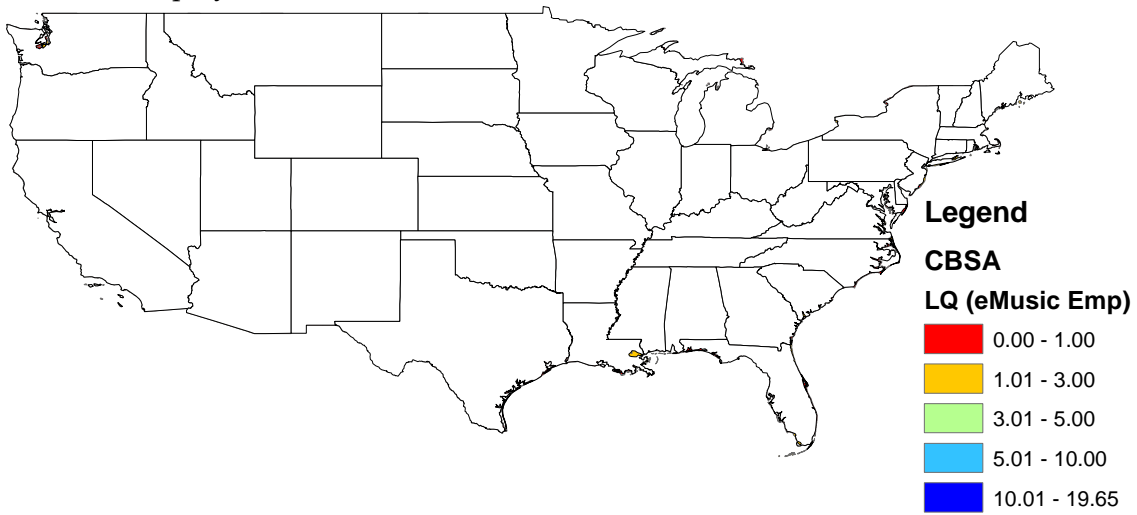 Legend
CBSA
LQ (eMusic Emp)
0.00 - 1.00
1.01 - 3.00
3.01 - 5.00
5.01 - 10.00
10.01 - 19.65